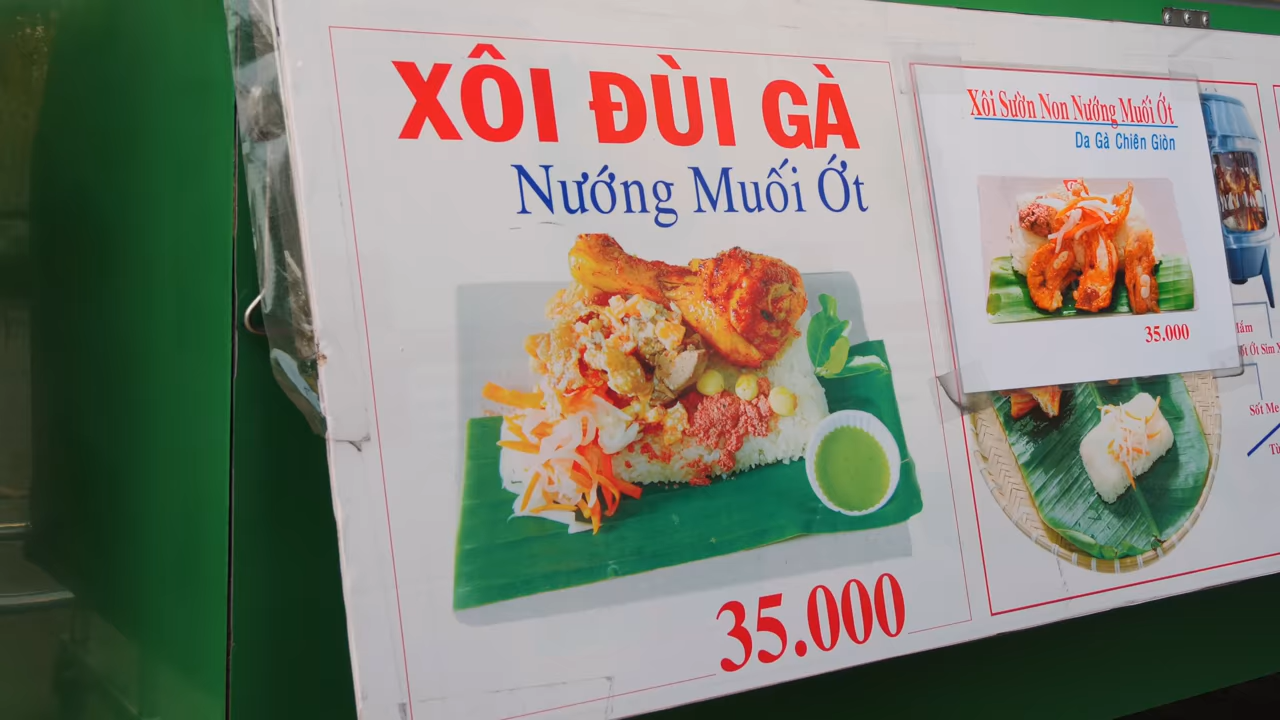 XÔI ĐÙI GÀ
Nướng Muối Ớt
35.000
Xôi Sườn Non Nướng Muối Ớt
Da Gà Chiên Giòn
35.000